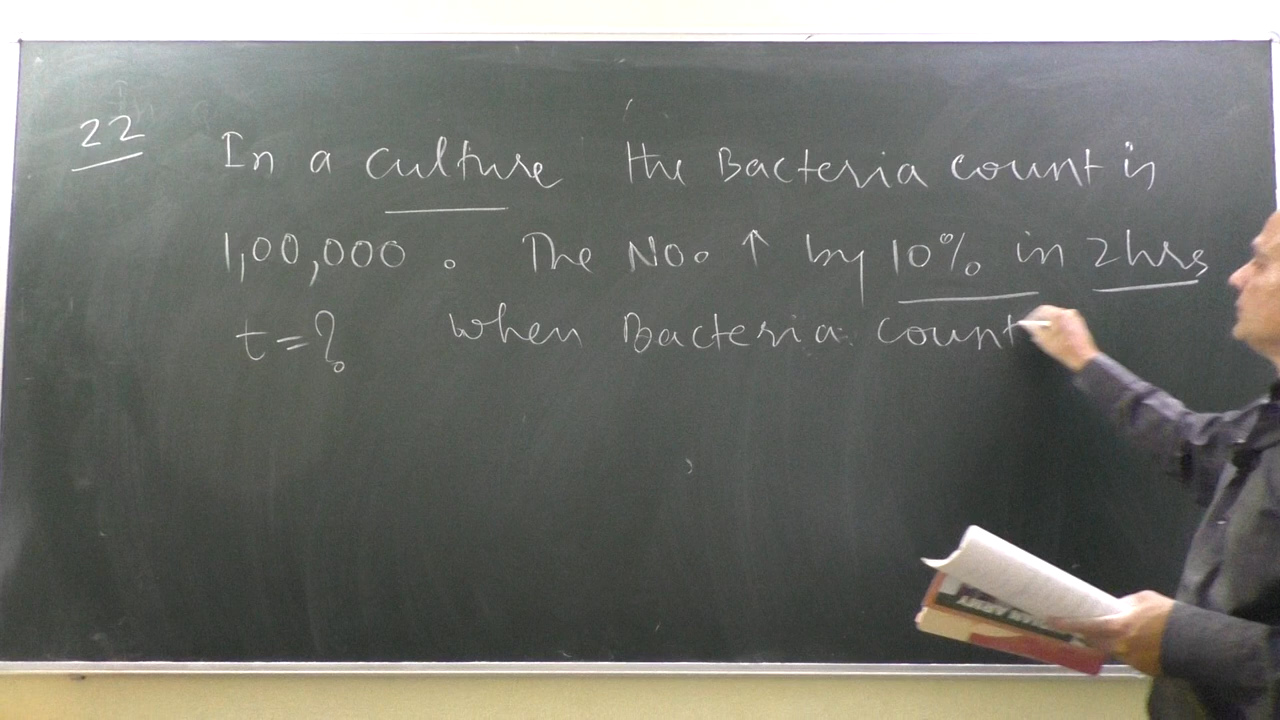 22
In a culture the Bacteria count is
1,00,000. The No. ↑ by 10% in 2hrs
t=? when Bacteria count